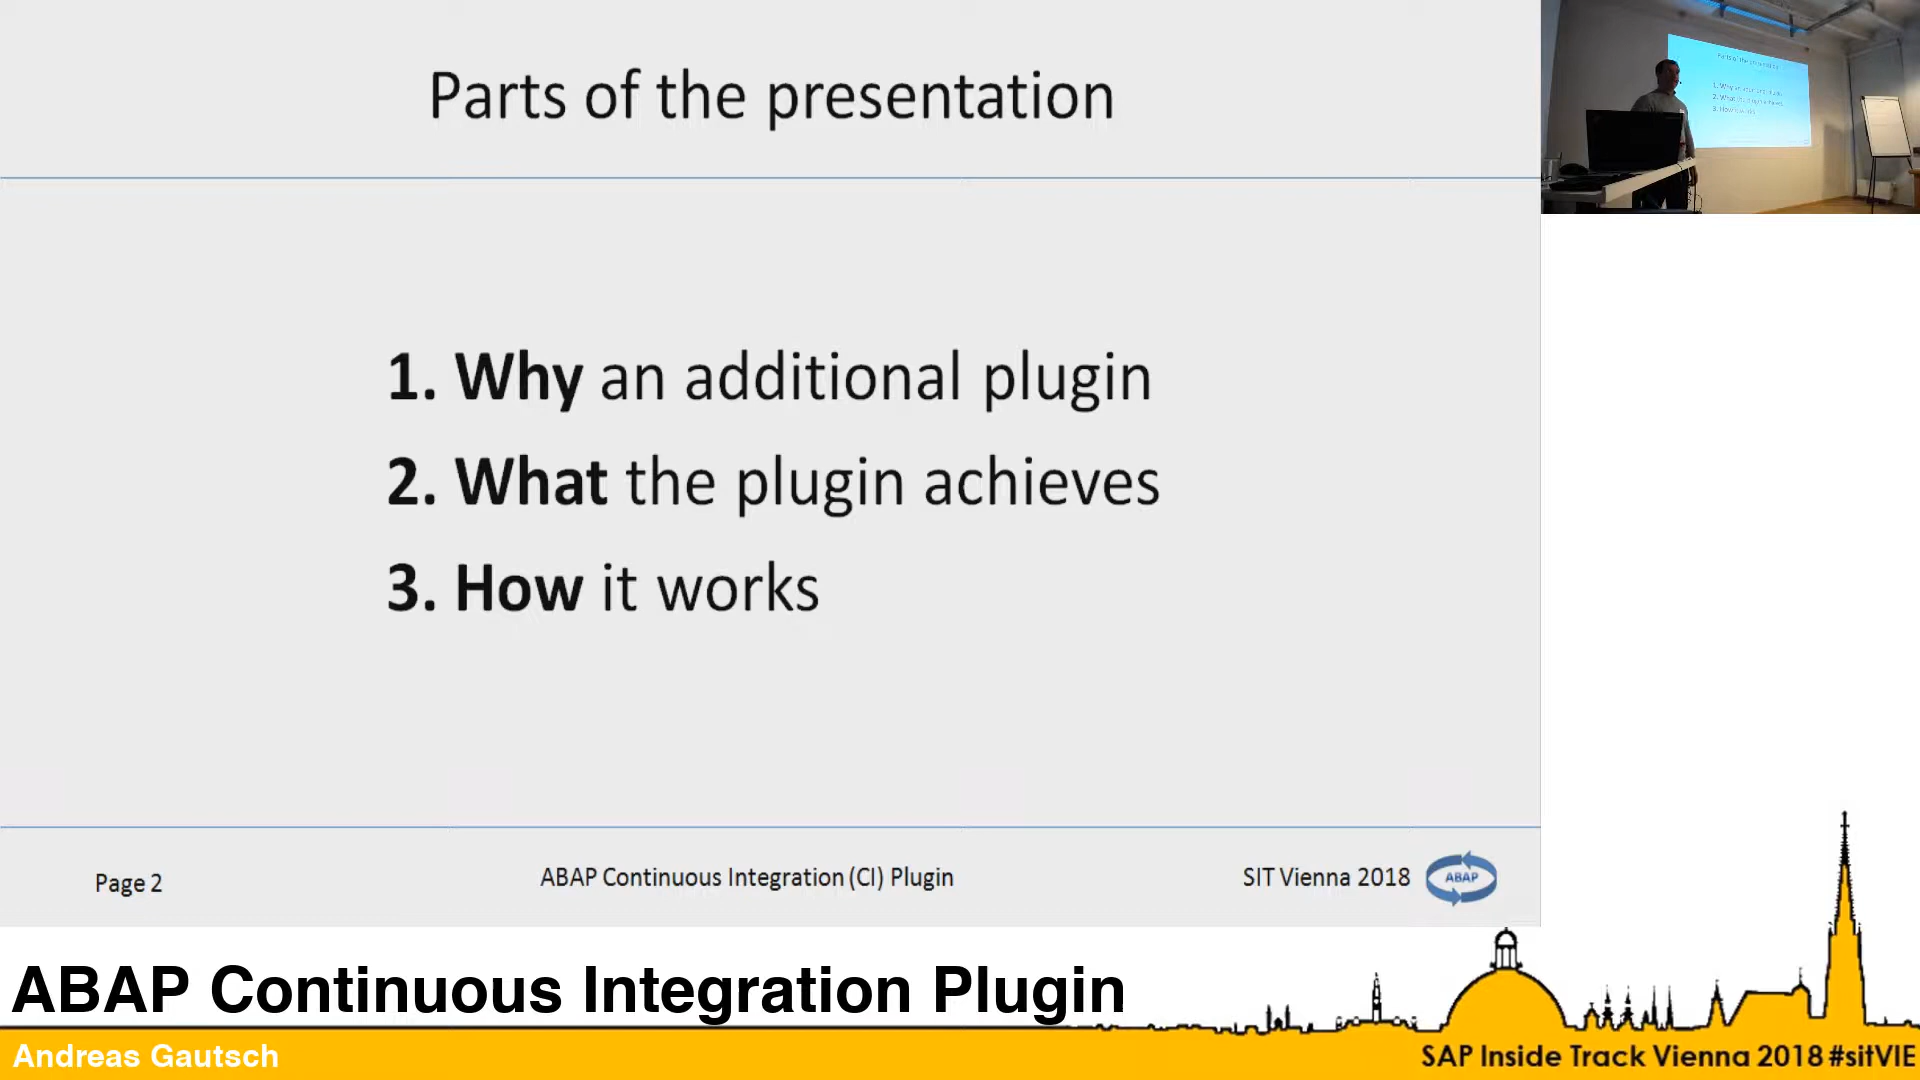 Parts of the presentation
1. Why an additional plugin
2. What the plugin achieves
3. How it works
Page 2
ABAP Continuous Integration (CI) Plugin
SIT Vienna 2018
ABAP
ABAP Continuous Integration Plugin
Andreas Gautsch
SAP Inside Track Vienna 2018 #sitVIE